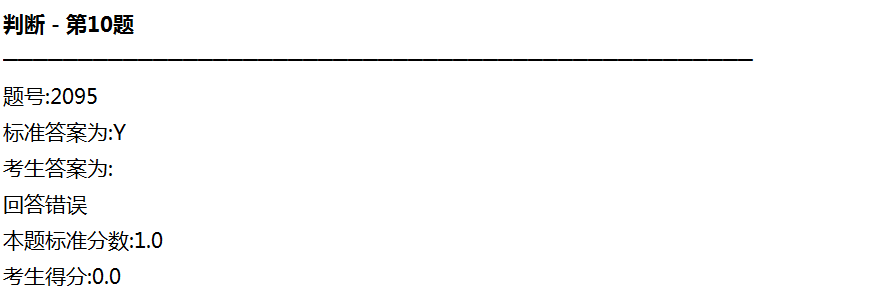 判断 - 第10题
题号:2095
标准答案为:Y
考生答案为:
回答错误
本题标准分数:1.0
考生得分:0.0